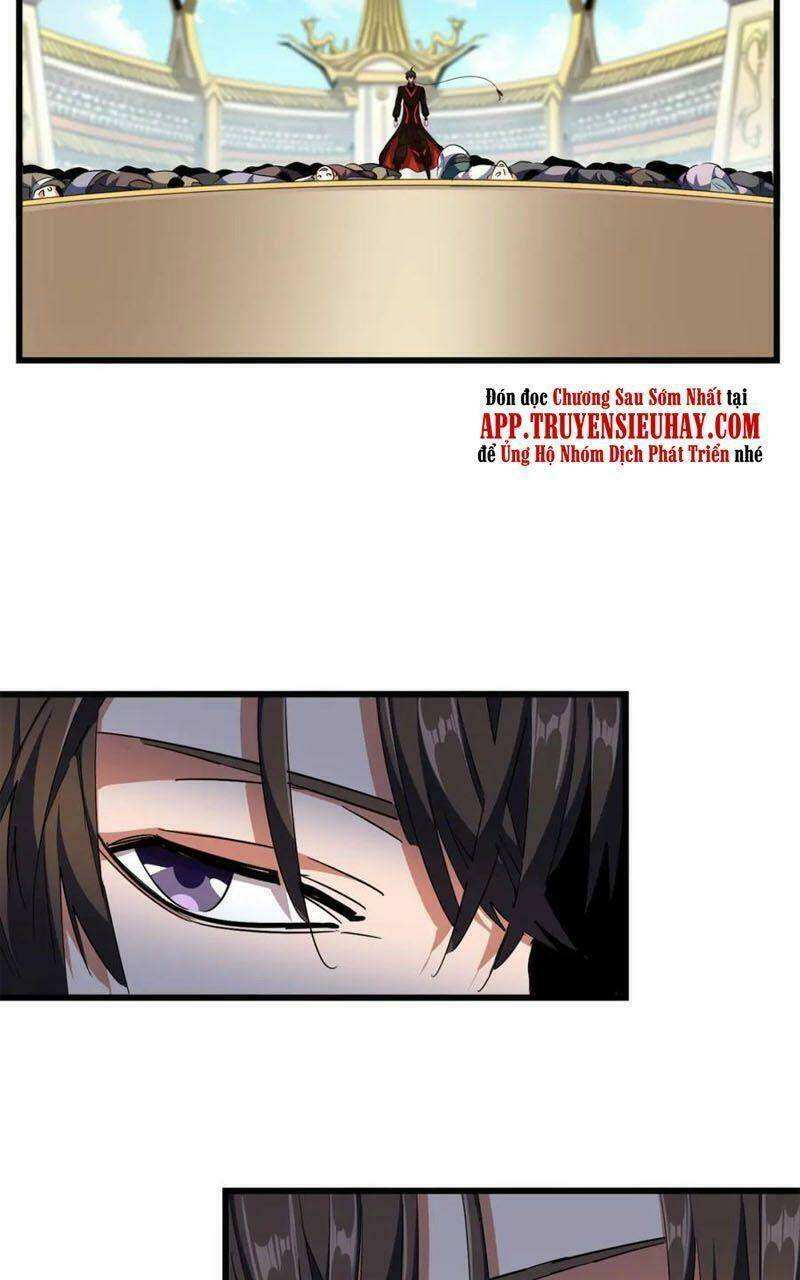 Đón đọc Chương Sau Sớm Nhất tại
APP.TRUYENSIEUHAY.COM
để Ủng Hộ Nhóm Dịch Phát Triển nhé